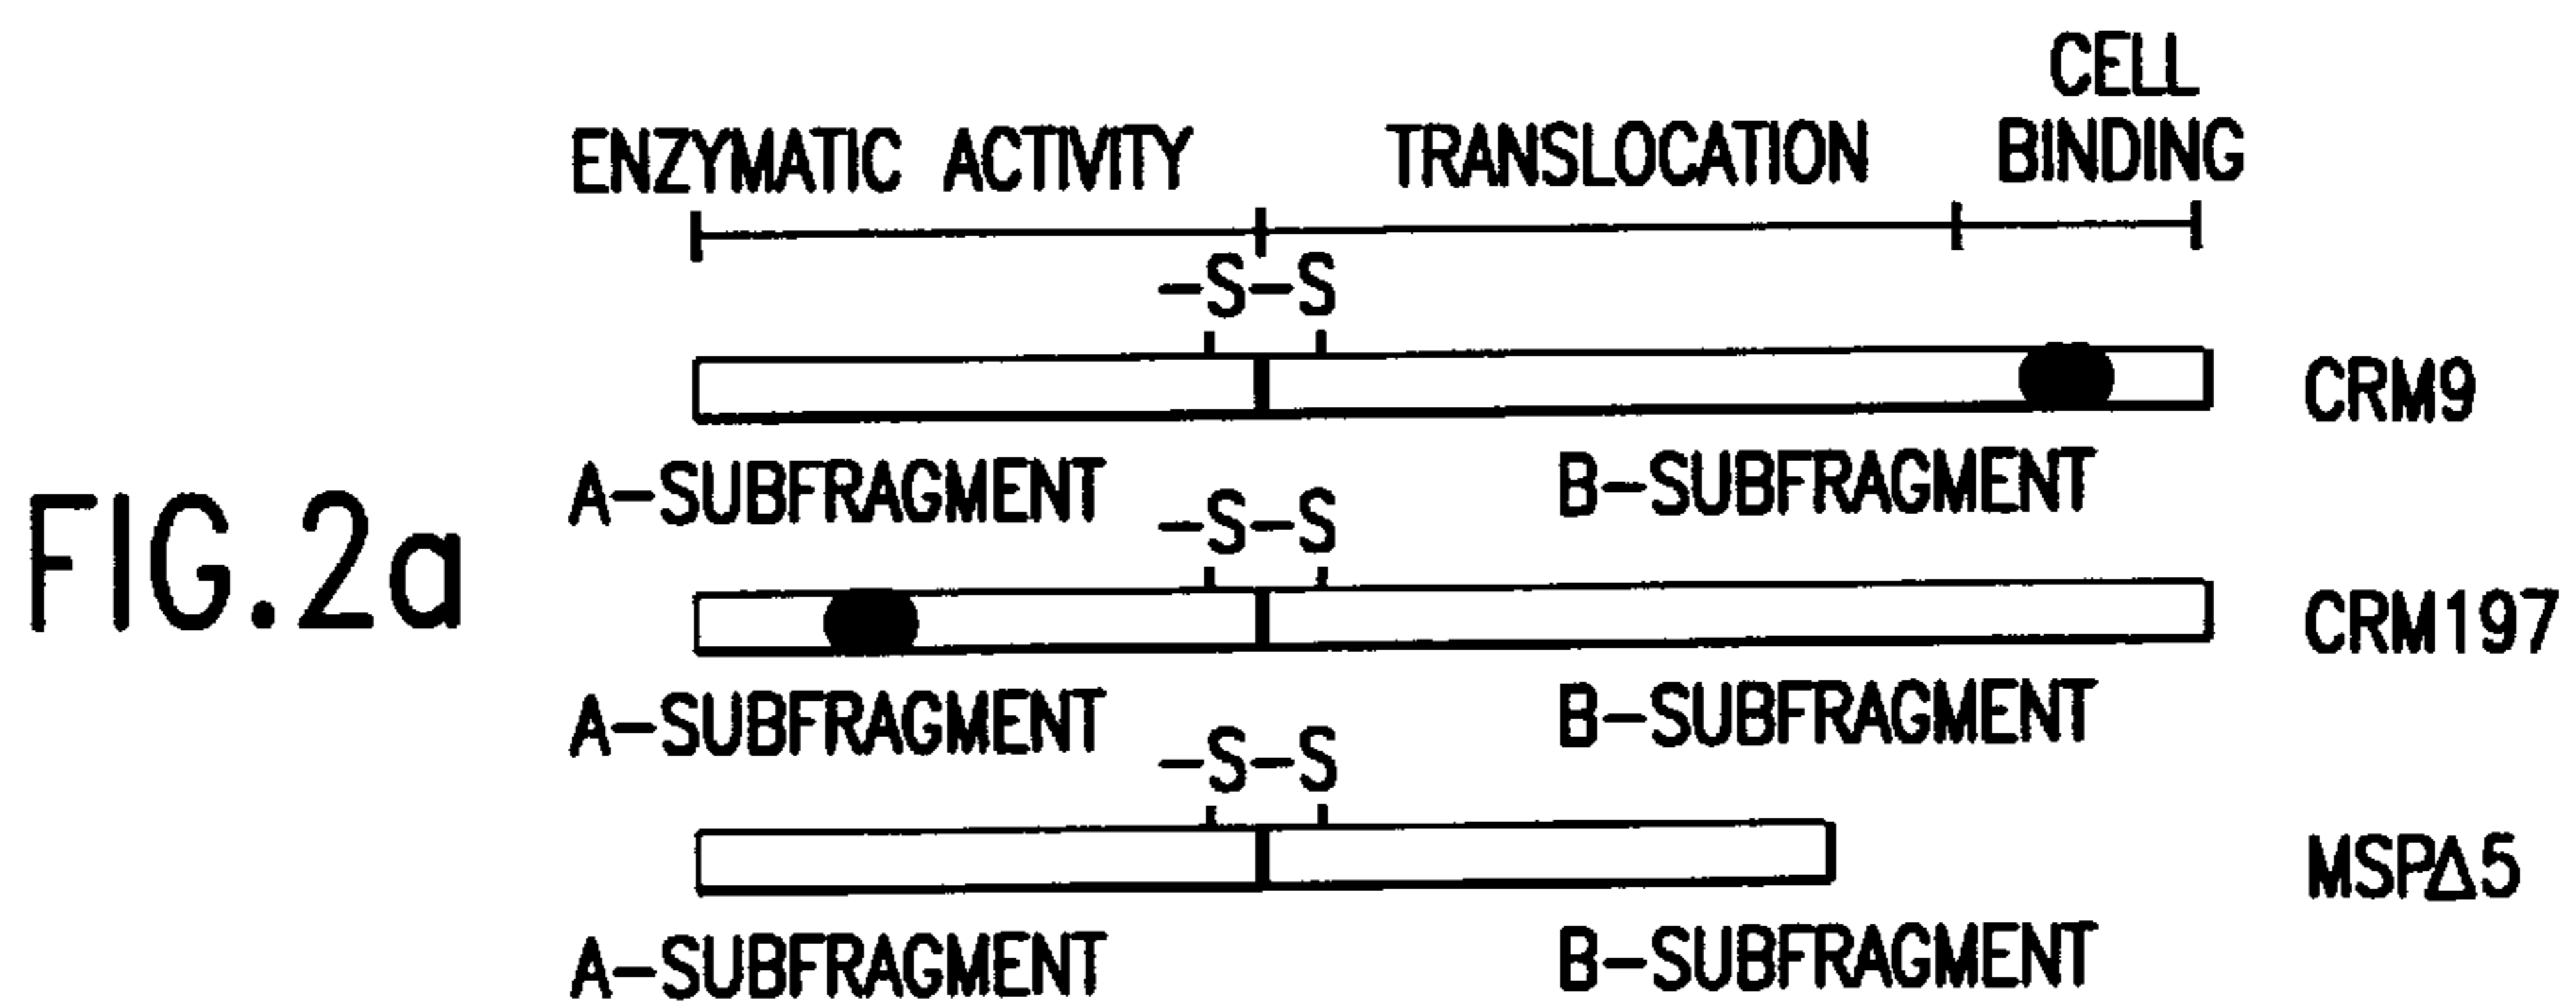 CELL
ENZYMATIC ACTIVITY TRANSLOCATION BINDING
-S-S
CRM9
A-SUBFRAGMENT B-SUBFRAGMENT
FIG.2a
-S-S
CRM197
A-SUBFRAGMENT B-SUBFRAGMENT
-S-S
MSPΔ5
A-SUBFRAGMENT B-SUBFRAGMENT